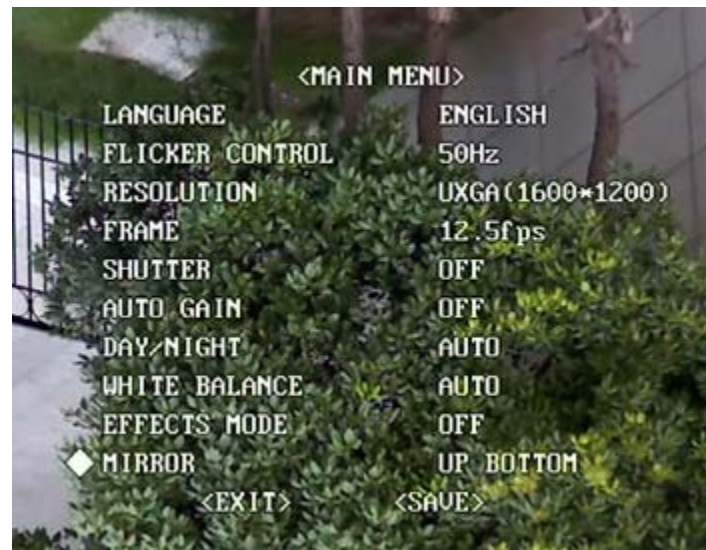 <MAIN MENU>
LANGUAGE ENGLISH
FLICKER CONTROL 50Hz
RESOLUTION UXGA(1600*1200)
FRAME 12.5fps
SHUTTER OFF
AUTO GAIN OFF
DAY/NIGHT AUTO
WHITE BALANCE AUTO
EFFECTS MODE OFF
MIRROR UP BOTTOM
<EXIT> <SAVE>